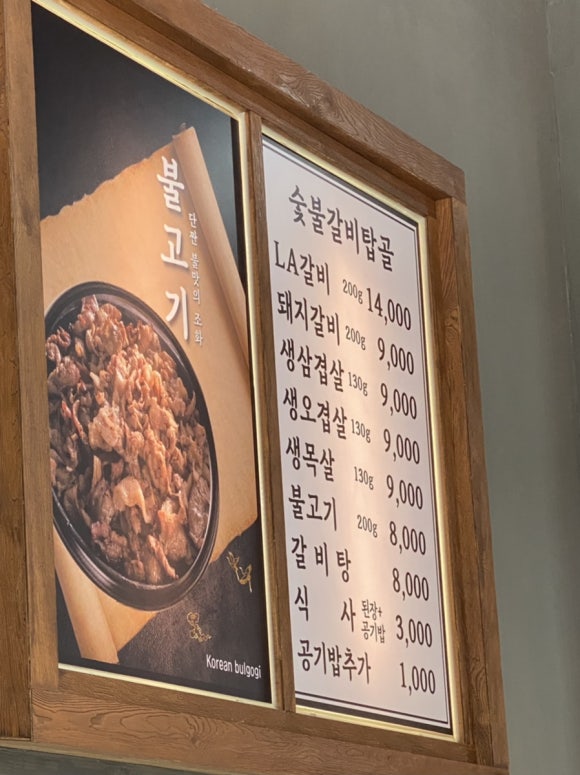 불고기
단짠 불맛의 조화
Korean bulgogi
숯불갈비탑골
LA갈비 200g 14,000
돼지갈비 200g 9,000
생삼겹살 130g 9,000
생오겹살 130g 9,000
생목살 130g 9,000
불고기 200g 8,000
갈비탕 8,000
식사 된장+공기밥 3,000
공기밥추가 1,000